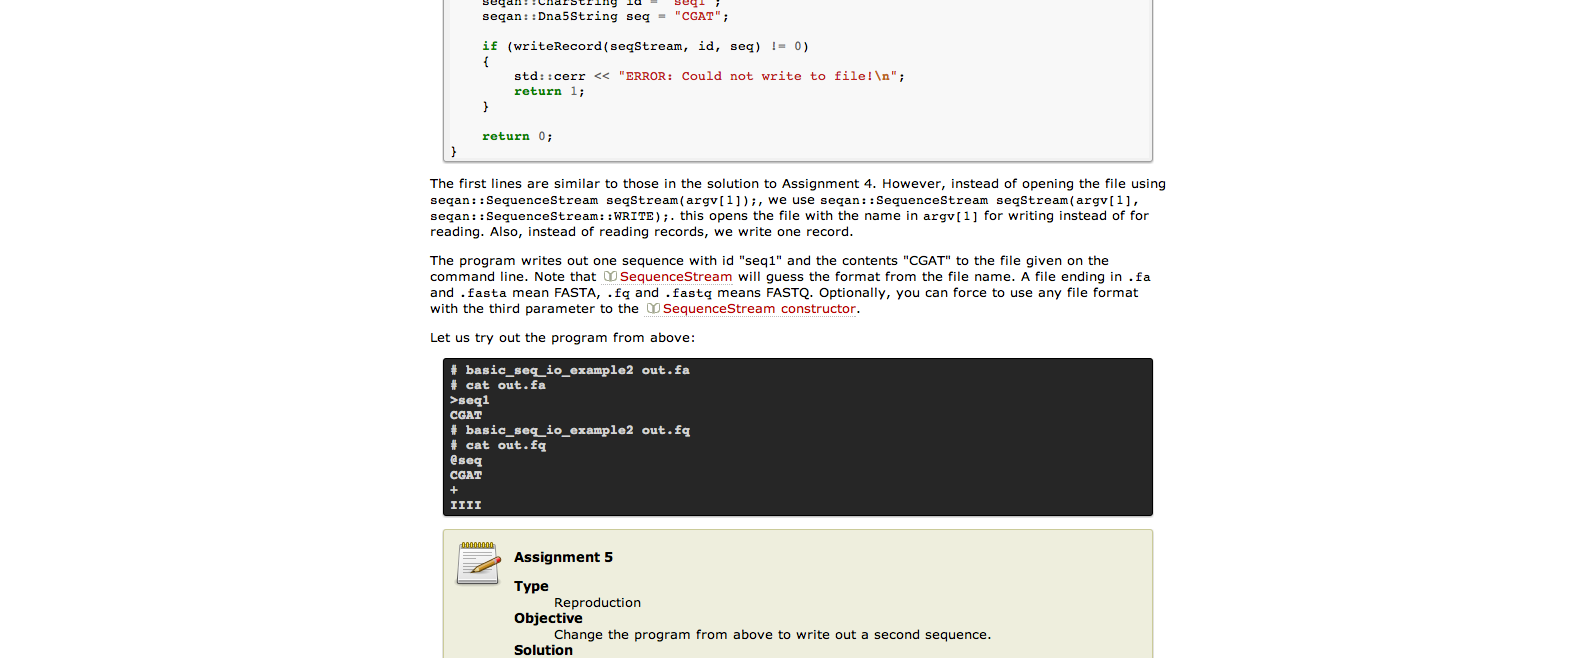 seqan::CharString id = "seq1";
seqan::Dna5String seq = "CGAT";
if (writeRecord(seqStream, id, seq) != 0)
{
std::cerr << "ERROR: Could not write to file!\n";
return 1;
}
return 0;
}
The first lines are similar to those in the solution to Assignment 4. However, instead of opening the file using
seqan::SequenceStream seqStream(argv[1]);, we use seqan::SequenceStream seqStream(argv[1],
seqan::SequenceStream::WRITE);. this opens the file with the name in argv[1] for writing instead of for
reading. Also, instead of reading records, we write one record.
The program writes out one sequence with id "seq1" and the contents "CGAT" to the file given on the
command line. Note that SequenceStream will guess the format from the file name. A file ending in .fa
and .fasta mean FASTA, .fq and .fastq means FASTQ. Optionally, you can force to use any file format
with the third parameter to the SequenceStream constructor.
Let us try out the program from above:
# basic_seq_io_example2 out.fa
# cat out.fa
>seq1
CGAT
# basic_seq_io_example2 out.fq
# cat out.fq
@seq
CGAT
+
IIII
Assignment 5
Type
Reproduction
Objective
Change the program from above to write out a second sequence.
Solution